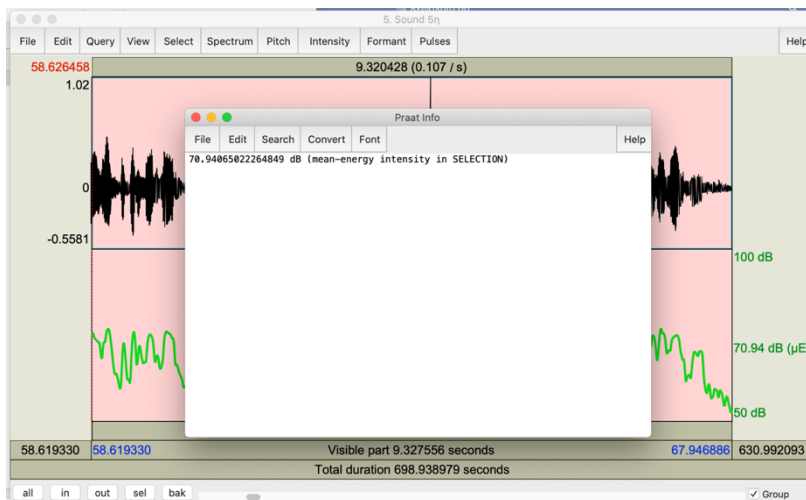 5. Sound 5η
File Edit Query View Select Spectrum Pitch Intensity Formant Pulses Help
58.626458 9.320428 (0.107 / s)
1.02
0
-0.5581
Praat Info
File Edit Search Convert Font Help
70.94065022264849 dB (mean-energy intensity in SELECTION)
100 dB
70.94 dB (µE
50 dB
58.619330 58.619330 Visible part 9.327556 seconds 67.946886 630.992093
Total duration 698.938979 seconds
all in out sel bak Group